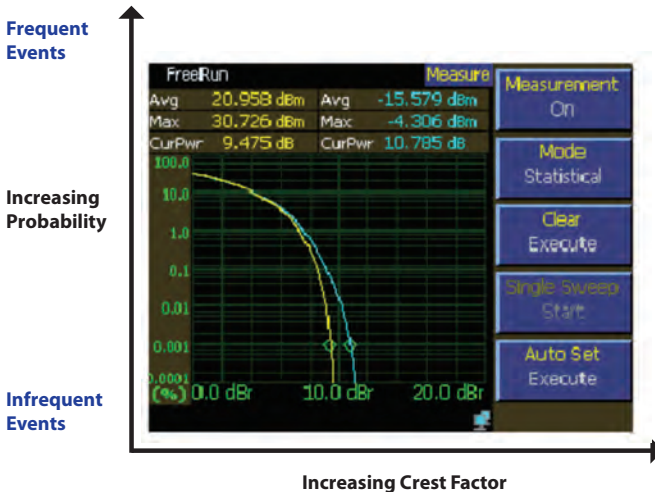 Frequent
Events
FreeRun Measure
Avg 20.958 dBm Avg -15.579 dBm
Max 30.726 dBm Max -4.306 dBm
CurPwr 9.475 dB CurPwr 10.785 dB
100.0
10.0
1.0
0.1
0.01
0.001
0.0001
(%) 0.0 dBr 10.0 dBr 20.0 dBr
Measurement
On
Mode
Statistical
Clear
Execute
Single Sweep
Start
Auto Set
Execute
Increasing
Probability
Infrequent
Events
Increasing Crest Factor